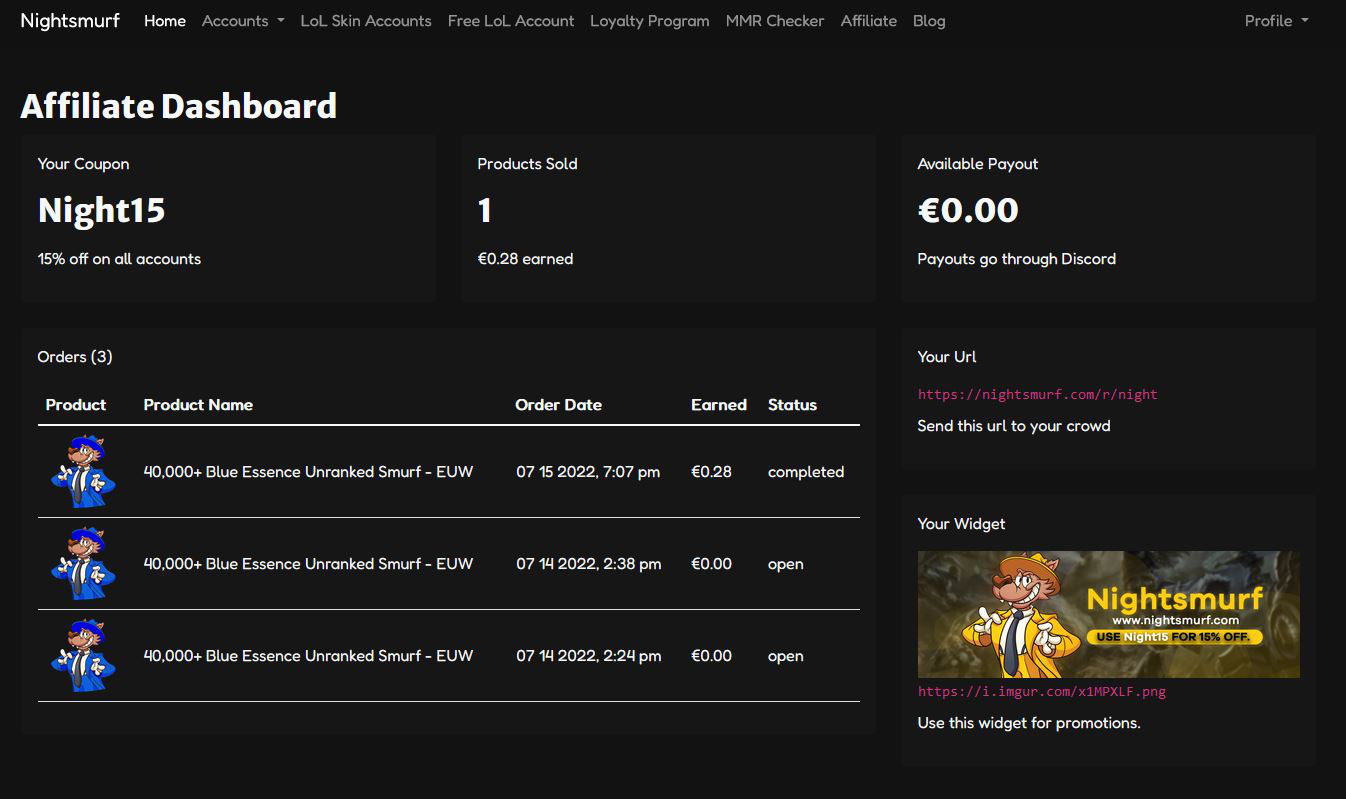 Nightsmurf Home Accounts LoL Skin Accounts Free LoL Account Loyalty Program MMR Checker Affiliate Blog Profile
Affiliate Dashboard
Your Coupon
Night15
15% off on all accounts
Products Sold
1
€0.28 earned
Available Payout
€0.00
Payouts go through Discord
Orders (3)
Product Product Name Order Date Earned Status
40,000+ Blue Essence Unranked Smurf - EUW 07 15 2022, 7:07 pm €0.28 completed
40,000+ Blue Essence Unranked Smurf - EUW 07 14 2022, 2:38 pm €0.00 open
40,000+ Blue Essence Unranked Smurf - EUW 07 14 2022, 2:24 pm €0.00 open
Your Url
https://nightsmurf.com/r/night
Send this url to your crowd
Your Widget
Nightsmurf
www.nightsmurf.com
USE Night15 FOR 15% OFF.
https://i.imgur.com/x1MPXLF.png
Use this widget for promotions.